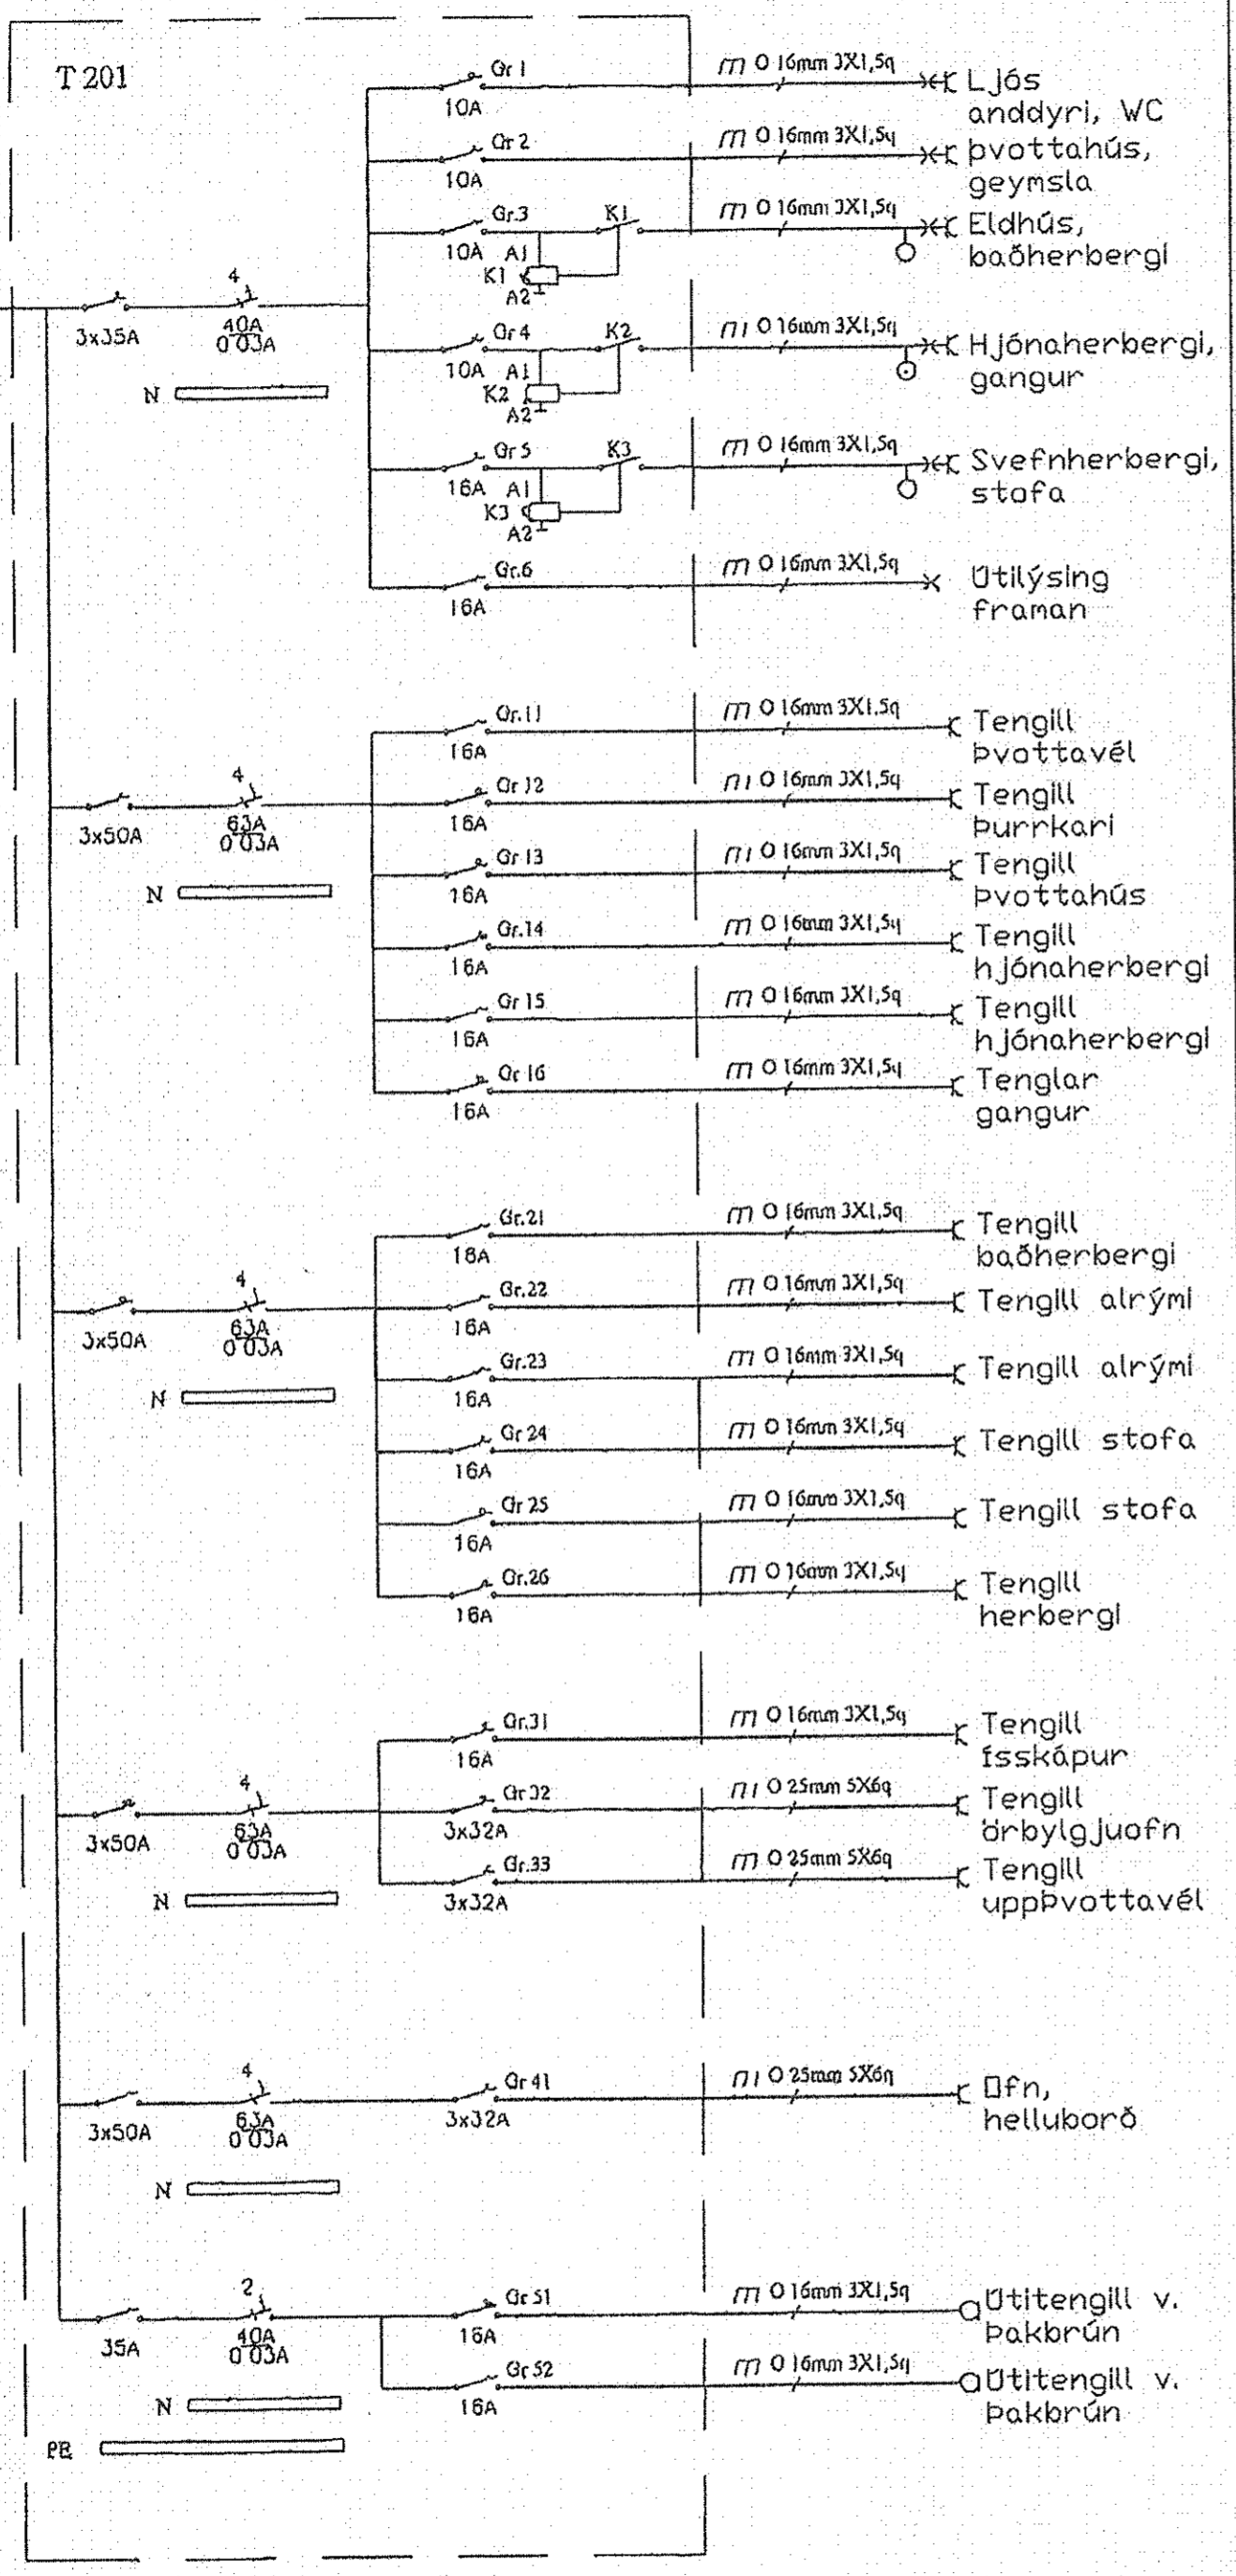 T 201
Gr 1
10A
m O 16mm 3X1,5q
Ljós
anddyri, WC
Gr 2
10A
m O 16mm 3X1,5q
Þvottahús,
geymsla
Gr.3
10A
A1
K1
K1
A2
m O 16mm 3X1,5q
Eldhús,
baðherbergi
3x35A
4
40A
0 03A
N
Gr 4
10A
A1
K2
K2
A2
m O 16mm 3X1,5q
Hjónaherbergi,
gangur
Gr 5
16A
A1
K3
K3
A2
m O 16mm 3X1,5q
Svefnherbergi,
stofa
Gr.6
16A
m O 16mm 3X1,5q
Útilýsing
framan
3x50A
4
63A
0 03A
N
Gr.11
16A
m O 16mm 3X1.5q
Tengill
Þvottavél
Gr 12
16A
m O 16mm 3X1,5q
Tengill
Þurrkari
Gr 13
16A
m O 16mm 3X1,5q
Tengill
Þvottahús
Gr.14
16A
m O 16mm 3X1,5q
Tengill
hjónaherbergi
Gr 15
16A
m O 16mm 3X1,5q
Tengill
hjónaherbergi
Gr 16
16A
m O 16mm 3X1,5q
Tenglar
gangur
3x50A
4
63A
0 03A
N
Gr.21
16A
m O 16mm 3X1,5q
Tengill
baðherbergi
Gr.22
16A
m O 16mm 3X1,5q
Tengill alrými
Gr.23
16A
m O 16mm 3X1,5q
Tengill alrými
Gr 24
16A
m O 16mm 3X1,5q
Tengill stofa
Gr 25
16A
m O 16mm 3X1,5q
Tengill stofa
Gr.26
16A
m O 16mm 3X1,5q
Tengill
herbergi
3x50A
4
63A
0 03A
N
Gr.31
16A
m O 16mm 3X1,5q
Tengill
ísskápur
Gr 32
3x32A
m O 25mm 5X6q
Tengill
örbylgjuofn
Gr.33
3x32A
m O 25mm 5X6q
Tengill
uppÞvottavél
3x50A
4
63A
0 03A
N
Gr 41
3x32A
m O 25mm 5X6q
Ofn,
helluborð
35A
2
40A
0 03A
N
PE
Gr 51
16A
m O 16mm 3X1,5q
Útitengill v.
Þakbrún
Gr 52
16A
m O 16mm 3X1,5q
Útitengill v.
Þakbrún